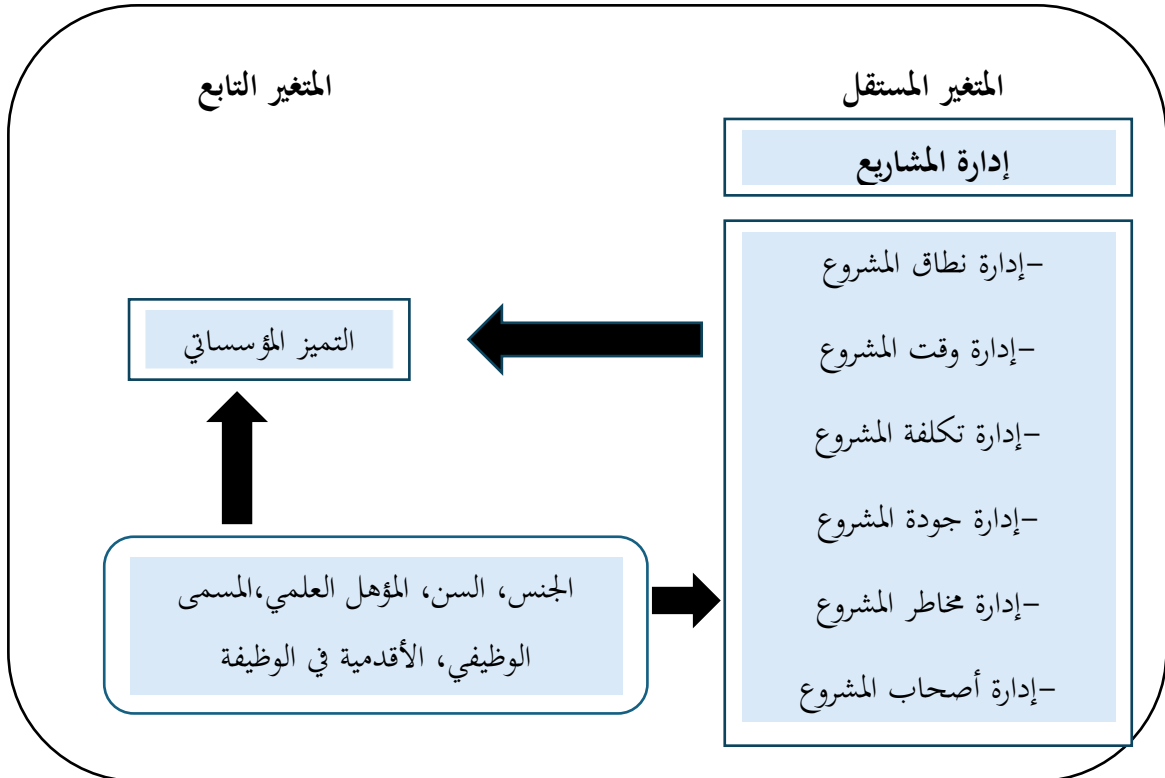 المتغير المستقل
المتغير التابع
إدارة المشاريع
–إدارة نطاق المشروع
–إدارة وقت المشروع
–إدارة تكلفة المشروع
–إدارة جودة المشروع
–إدارة مخاطر المشروع
–إدارة أصحاب المشروع
التميز المؤسساتي
الجنس، السن، المؤهل العلمي،المسمى
الوظيفي، الأقدمية في الوظيفة